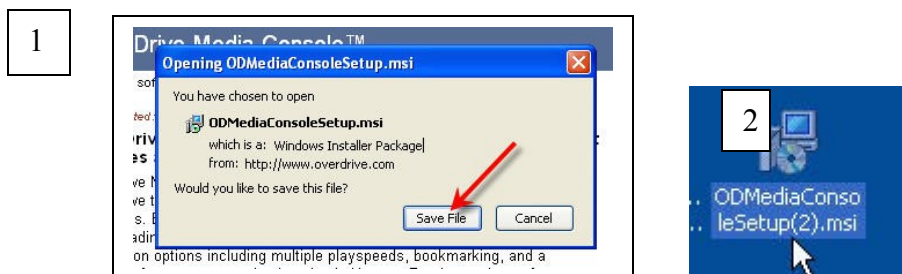 1
Drive Media Console™
Opening ODMediaConsoleSetup.msi
sof
You have chosen to open
ODMediaConsoleSetup.msi
which is a: Windows Installer Package
from: http://www.overdrive.com
Would you like to save this file?
Save File
Cancel
on options including multiple playspeeds, bookmarking, and a
2
ODMediaConso
leSetup(2).msi